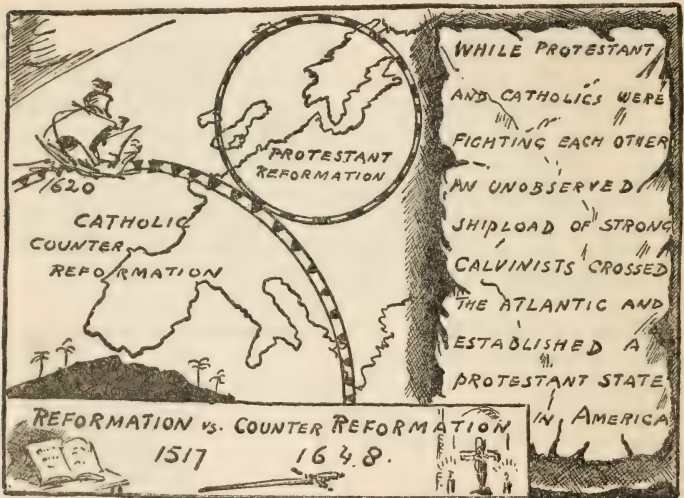 PROTESTANT
REFORMATION
1620
CATHOLIC
COUNTER
REFORMATION
WHILE PROTESTANT
AND CATHOLICS WERE
FIGHTING EACH OTHER
AN UNOBSERVED
SHIPLOAD OF STRONG
CALVINISTS CROSSED
THE ATLANTIC AND
ESTABLISHED A
PROTESTANT STATE
IN AMERICA
REFORMATION vs. COUNTER REFORMATION
1517 1648.